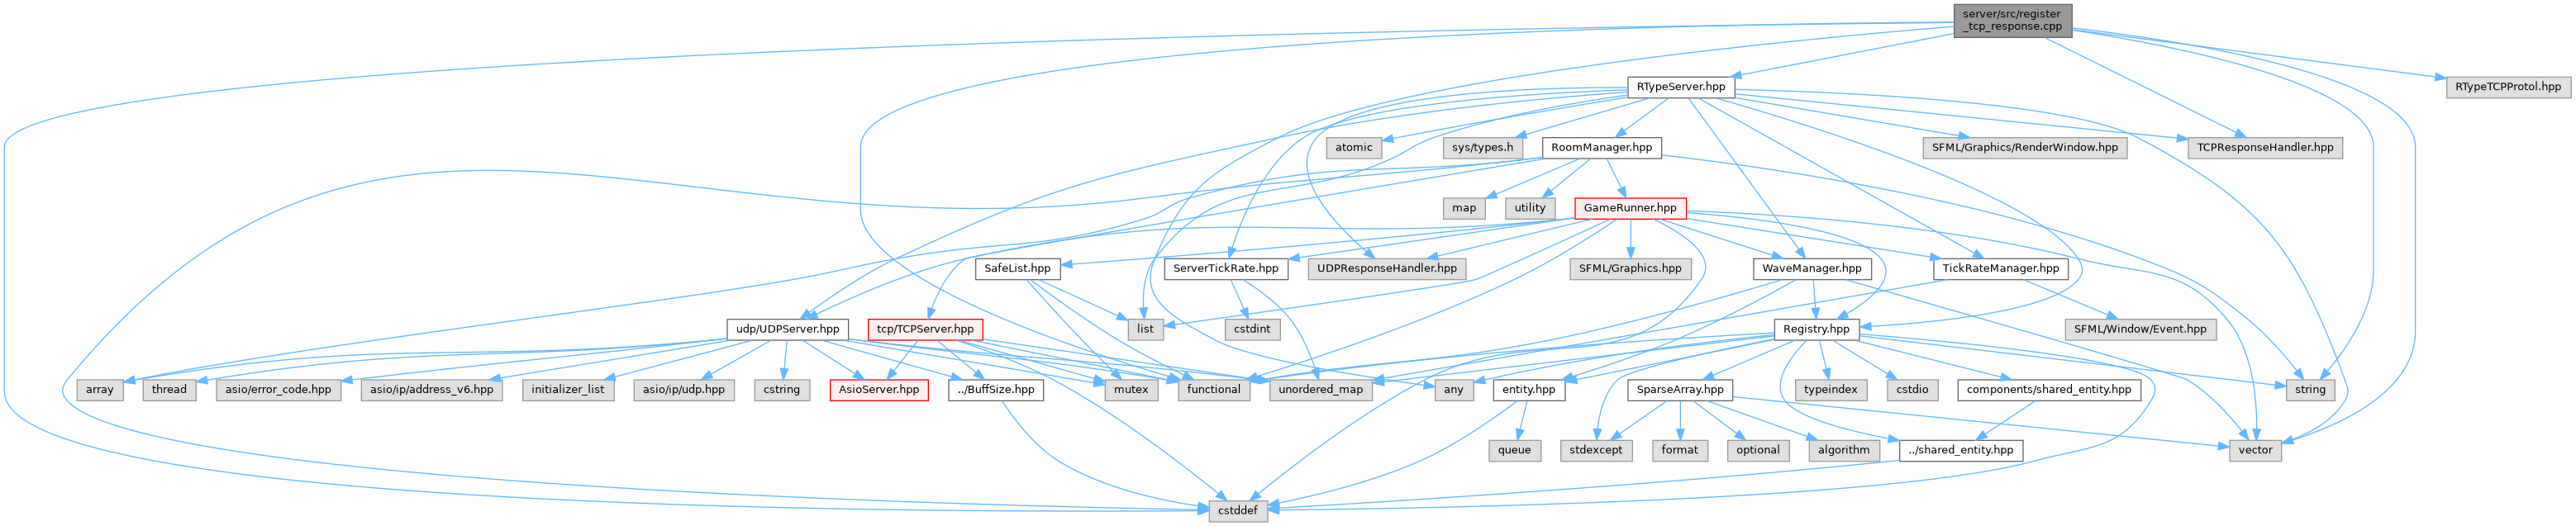 server/src/register
_tcp_response.cpp
RTypeServer.hpp
RTypeTCPProtol.hpp
atomic
sys/types.h
RoomManager.hpp
SFML/Graphics/RenderWindow.hpp
TCPResponseHandler.hpp
map
utility
GameRunner.hpp
SafeList.hpp
ServerTickRate.hpp
UDPResponseHandler.hpp
SFML/Graphics.hpp
WaveManager.hpp
TickRateManager.hpp
udp/UDPServer.hpp
tcp/TCPServer.hpp
list
cstdint
Registry.hpp
SFML/Window/Event.hpp
array
thread
asio/error_code.hpp
asio/ip/address_v6.hpp
initializer_list
asio/ip/udp.hpp
cstring
AsioServer.hpp
../BuffSize.hpp
mutex
functional
unordered_map
any
entity.hpp
SparseArray.hpp
typeindex
cstdio
components/shared_entity.hpp
string
queue
stdexcept
format
optional
algorithm
../shared_entity.hpp
vector
cstddef